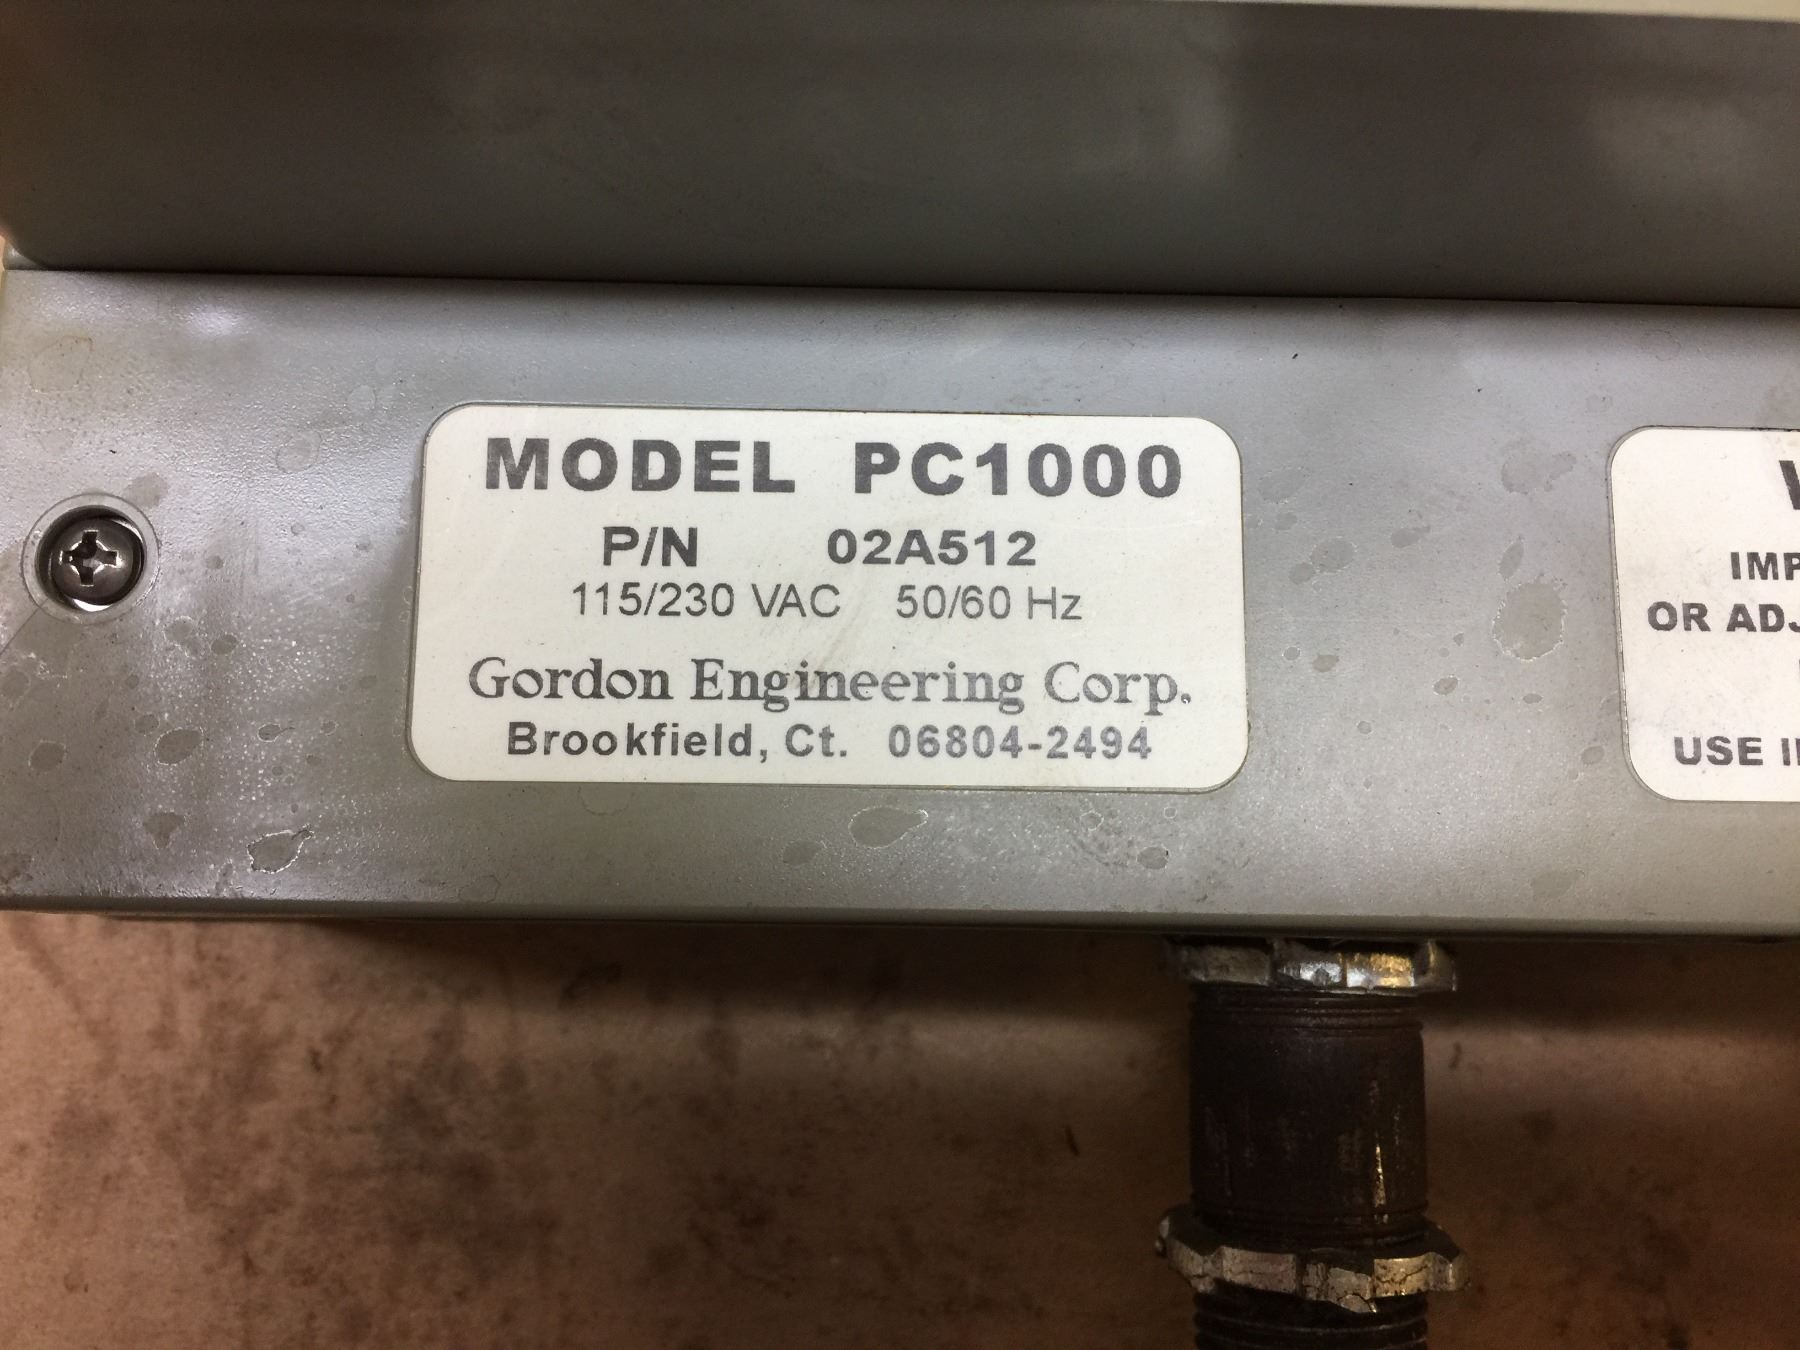 MODEL PC1000
P/N 02A512
115/230 VAC 50/60 Hz
Gordon Engineering Corp.
Brookfield, Ct. 06804-2494
IMP
OR ADJ
USE I